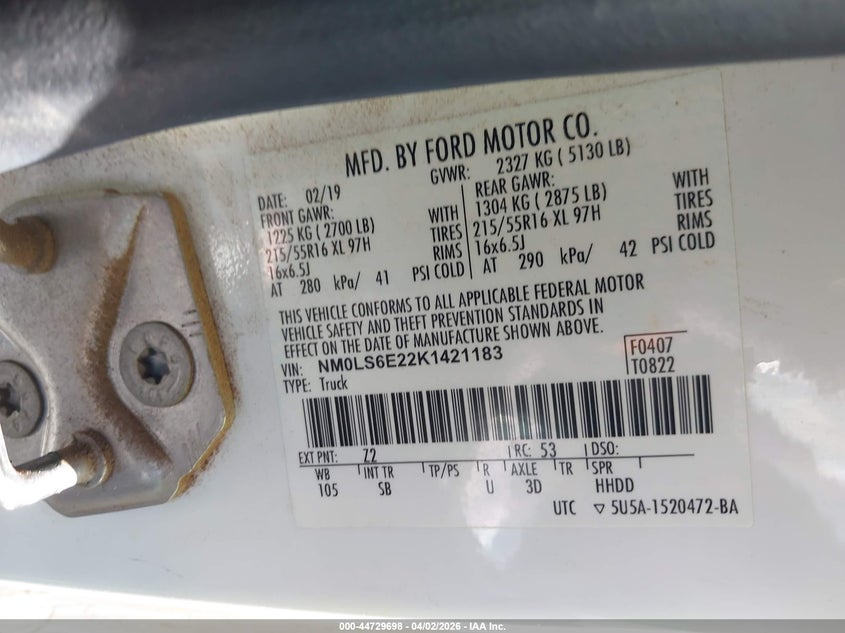 MFD. BY FORD MOTOR CO.
DATE: 02/19
GVWR: 2327 KG ( 5130 LB)
FRONT GAWR:
1225 KG ( 2700 LB) WITH
215/55R16 XL 97H TIRES
16x6.5J RIMS
AT 280 kPa/ 41 PSI COLD
REAR GAWR:
1304 KG ( 2875 LB) WITH
215/55R16 XL 97H TIRES
16x6.5J RIMS
AT 290 kPa/ 42 PSI COLD
THIS VEHICLE CONFORMS TO ALL APPLICABLE FEDERAL MOTOR
VEHICLE SAFETY AND THEFT PREVENTION STANDARDS IN
EFFECT ON THE DATE OF MANUFACTURE SHOWN ABOVE.
VIN: NM0LS6E22K1421183
TYPE: Truck
F0407
T0822
EXT PNT: Z2 RC: 53 DSO:
WB INT TR TP/PS R AXLE TR SPR
105 SB U 3D HHDD
UTC ▽ 5U5A-1520472-BA
000-44729698 - 04/02/2026 - IAA Inc.